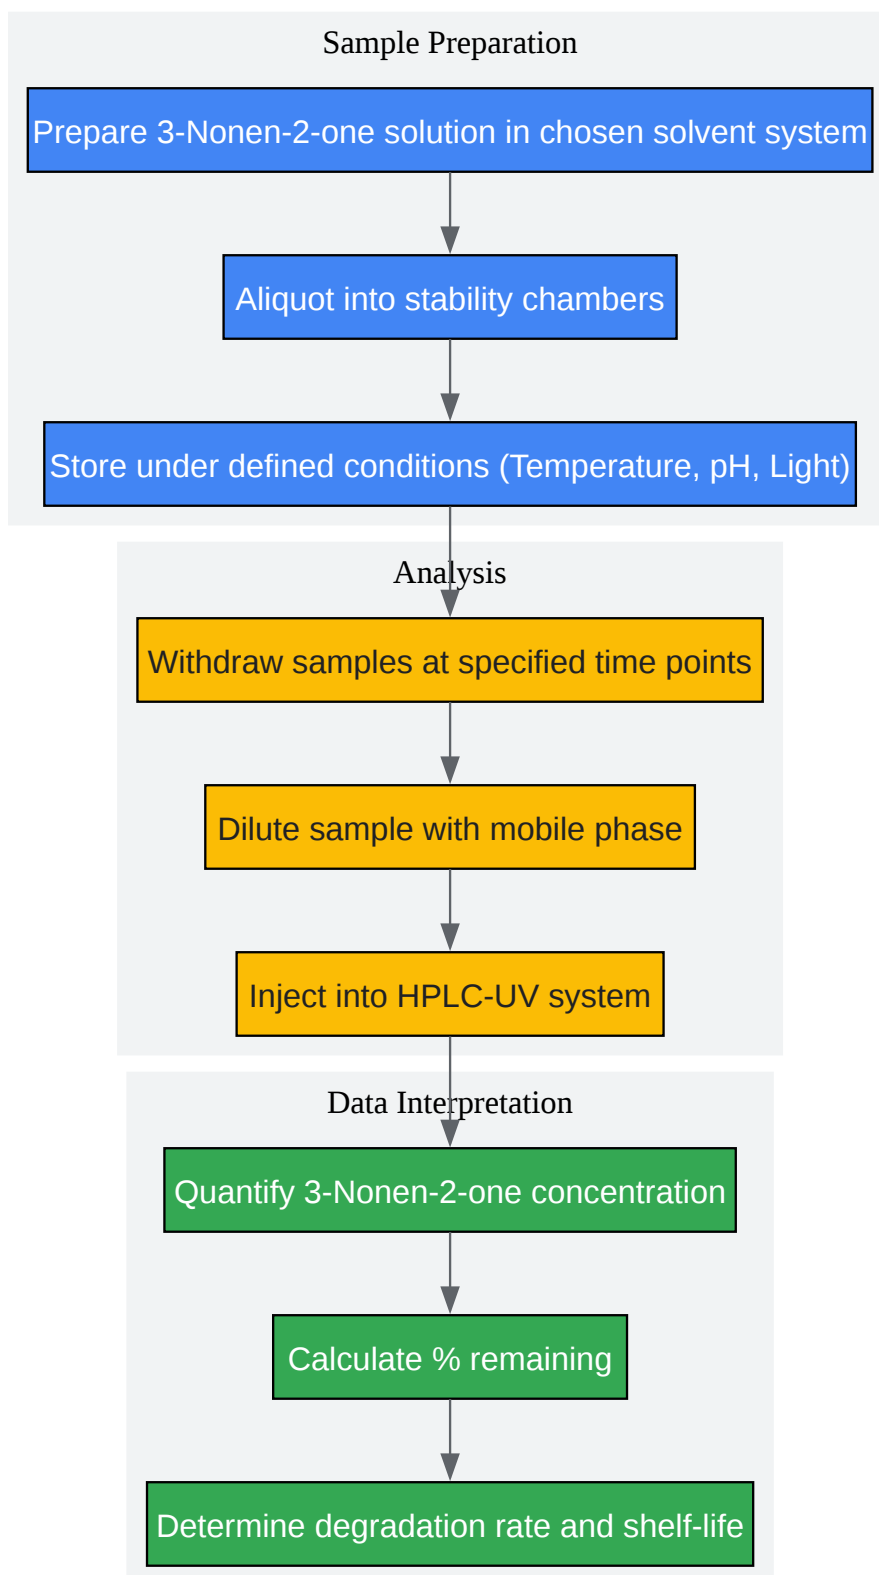 Sample Preparation
Prepare 3-Nonen-2-one solution in chosen solvent system
Aliquot into stability chambers
Store under defined conditions (Temperature, pH, Light)
Analysis
Withdraw samples at specified time points
Dilute sample with mobile phase
Inject into HPLC-UV system
Data Interpretation
Quantify 3-Nonen-2-one concentration
Calculate % remaining
Determine degradation rate and shelf-life